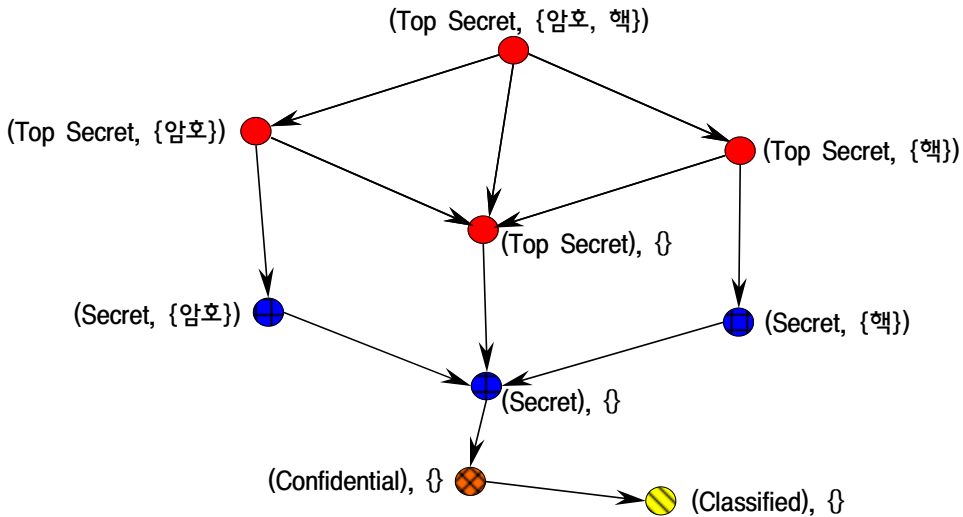 (Top Secret, {암호, 핵})
(Top Secret, {암호})
(Top Secret, {핵})
(Top Secret), {}
(Secret, {암호})
(Secret, {핵})
(Secret), {}
(Confidential), {}
(Classified), {}